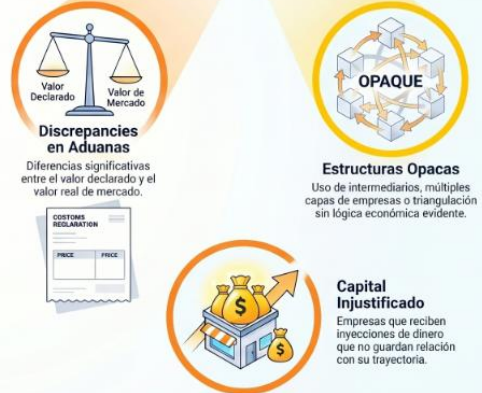 Valor
Declarado
Valor de
Mercado
Discrepancies
en Aduanas
Diferencias significativas
entre el valor declarado y el
valor real de mercado.
COSTOMS
REGLARATION
PRICE
PRICE
OPAQUE
Estructuras Opacas
Uso de intermediarios, múltiples
capas de empresas o triangulación
sin lógica económica evidente.
$
$
$
Capital
Injustificado
Empresas que reciben
inyecciones de dinero
que no guardan relación
con su trayectoria.